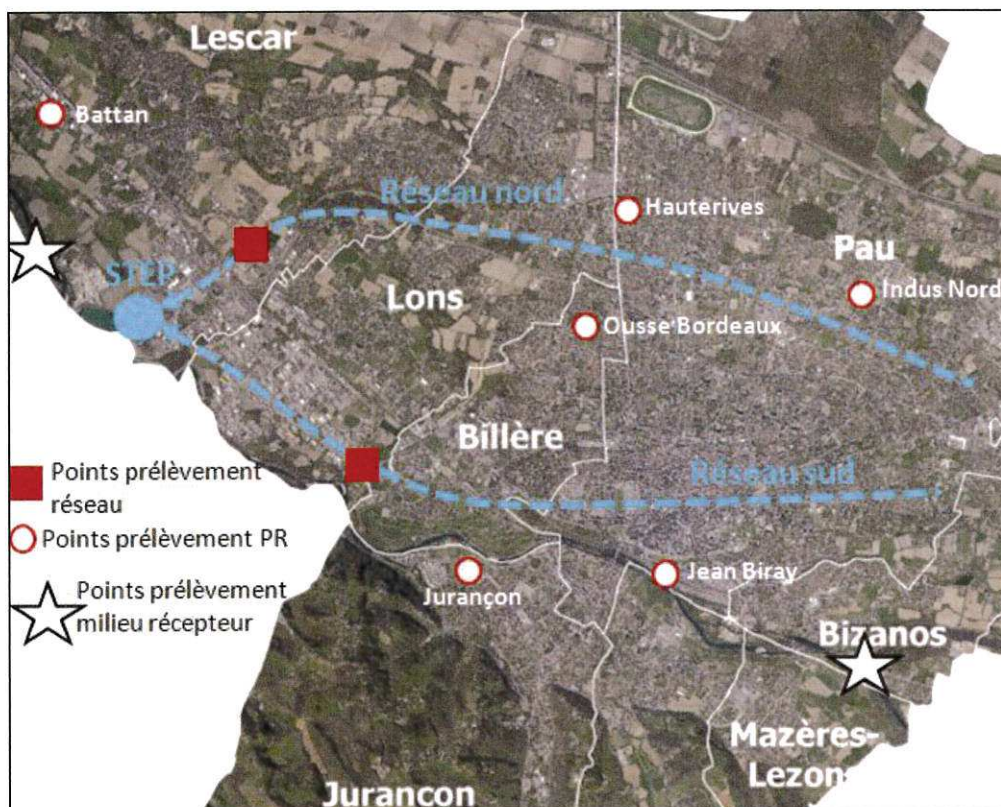 Lescar
Battan
Réseau nord
Hauterives
Pau
STEP
Lons
Indus Nord
Ousse Bordeaux
Billère
Points prélèvement
réseau
Réseau sud
Points prélèvement PR
Jurançon
Jean Biray
Points prélèvement
milieu récepteur
Bizanos
Mazères-
Lezons
Jurançon